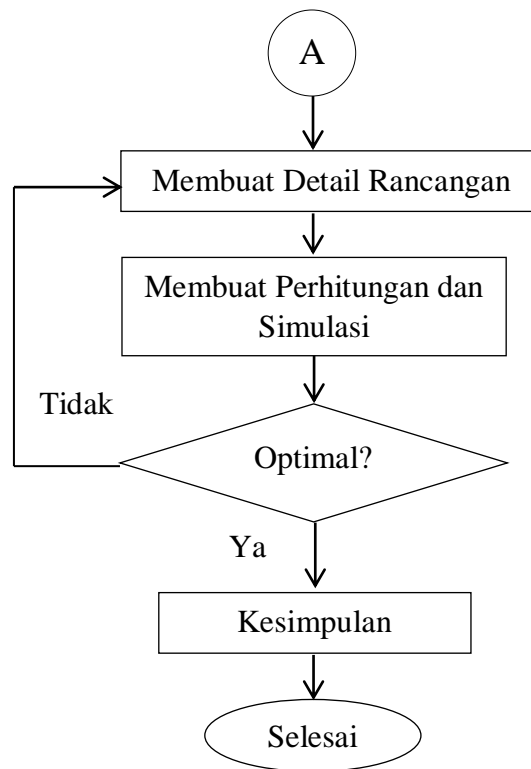 A
Membuat Detail Rancangan
Membuat Perhitungan dan
Simulasi
Tidak
Optimal?
Ya
Kesimpulan
Selesai